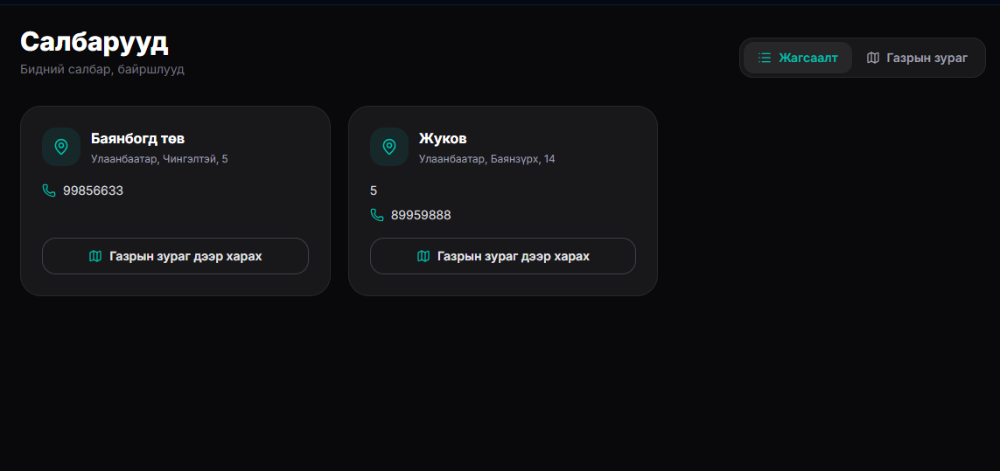 Салбарууд
Бидний салбар, байршлууд
Жагсаалт
Газрын зураг
Баянбогд төв
Улаанбаатар, Чингэлтэй, 5
99856633
Газрын зураг дээр харах
Жуков
Улаанбаатар, Баянзүрх, 14
5
89959888
Газрын зураг дээр харах